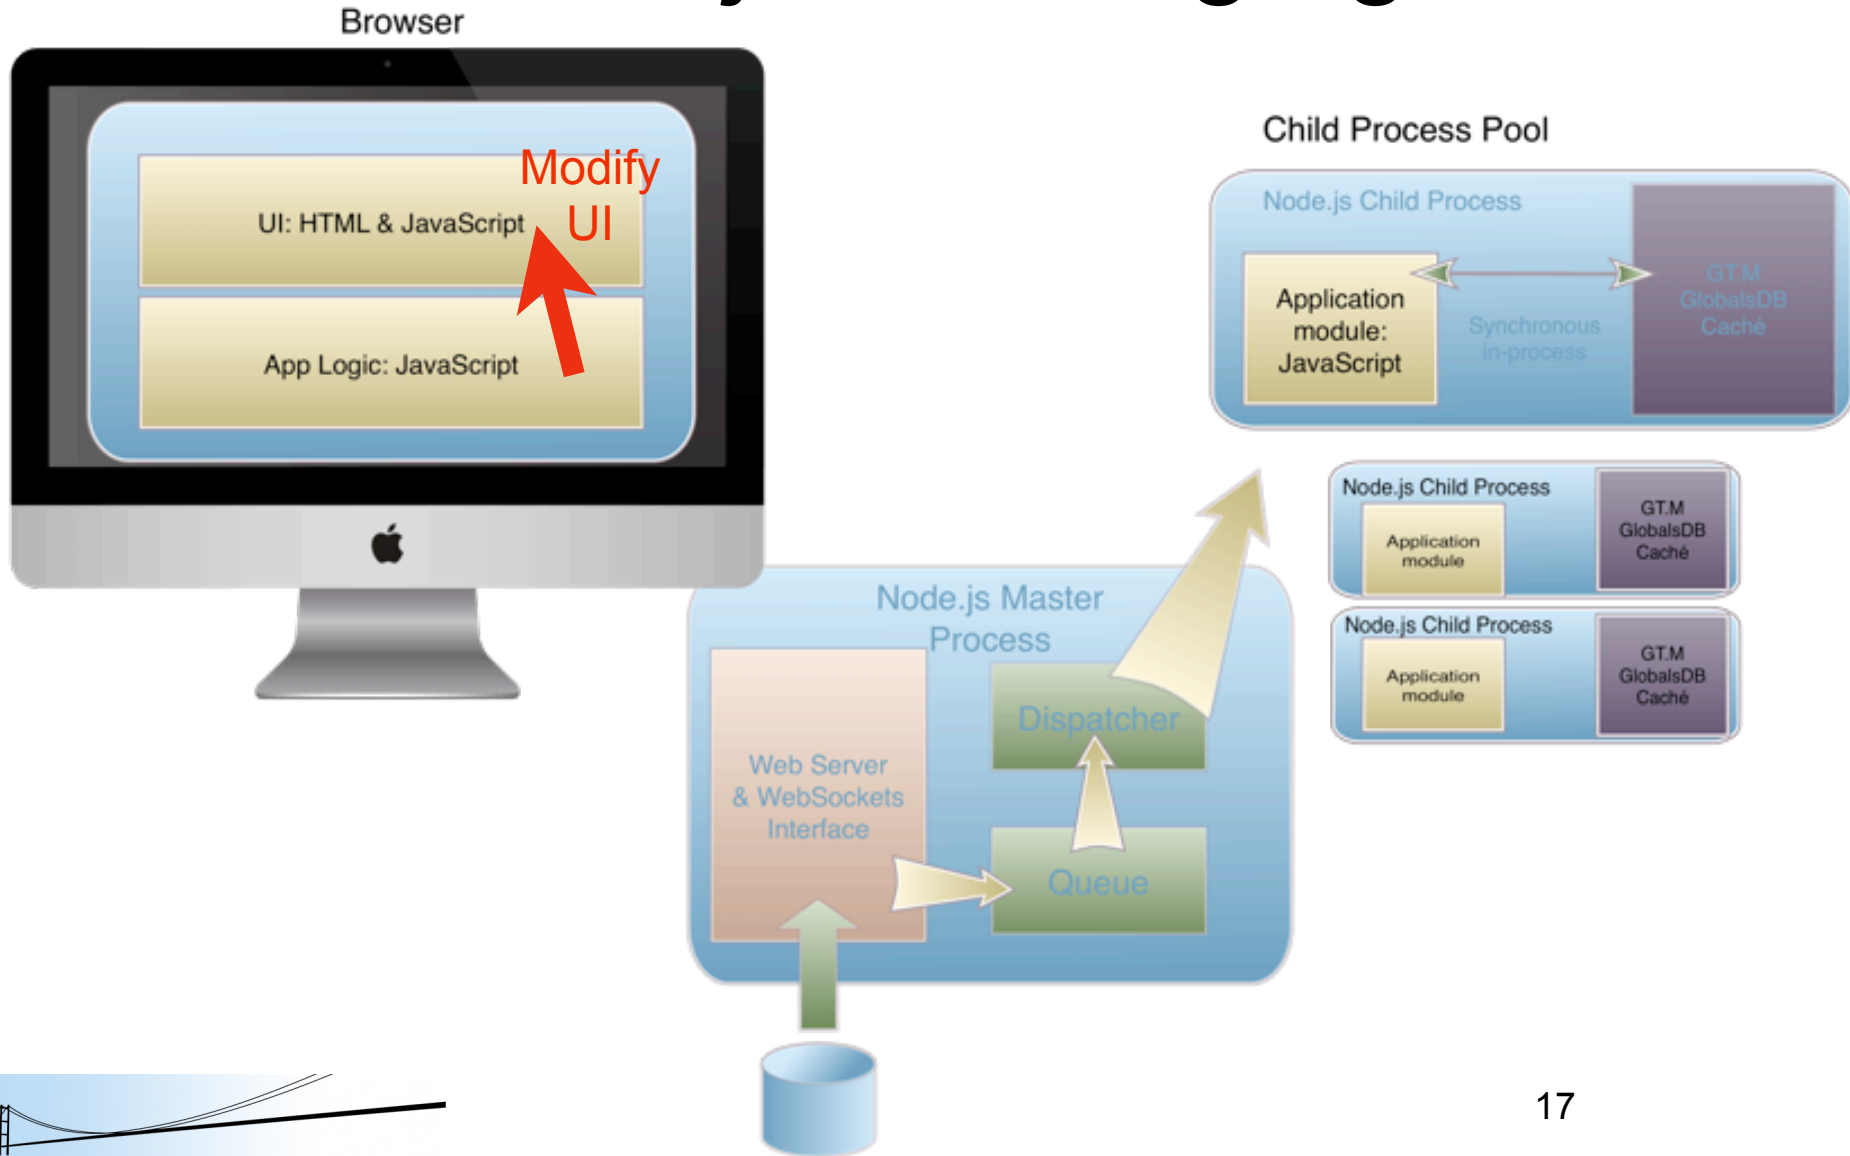 Browser
Modify
UI
UI: HTML & JavaScript
App Logic: JavaScript
Child Process Pool
Node.js Child Process
Application
module:
JavaScript
Synchronous
in-process
GT.M
GlobalsDB
Caché
Node.js Child Process
Application
module
GT.M
GlobalsDB
Caché
Node.js Child Process
Application
module
GT.M
GlobalsDB
Caché
Node.js Master
Process
Web Server
& WebSockets
Interface
Dispatcher
Queue
17